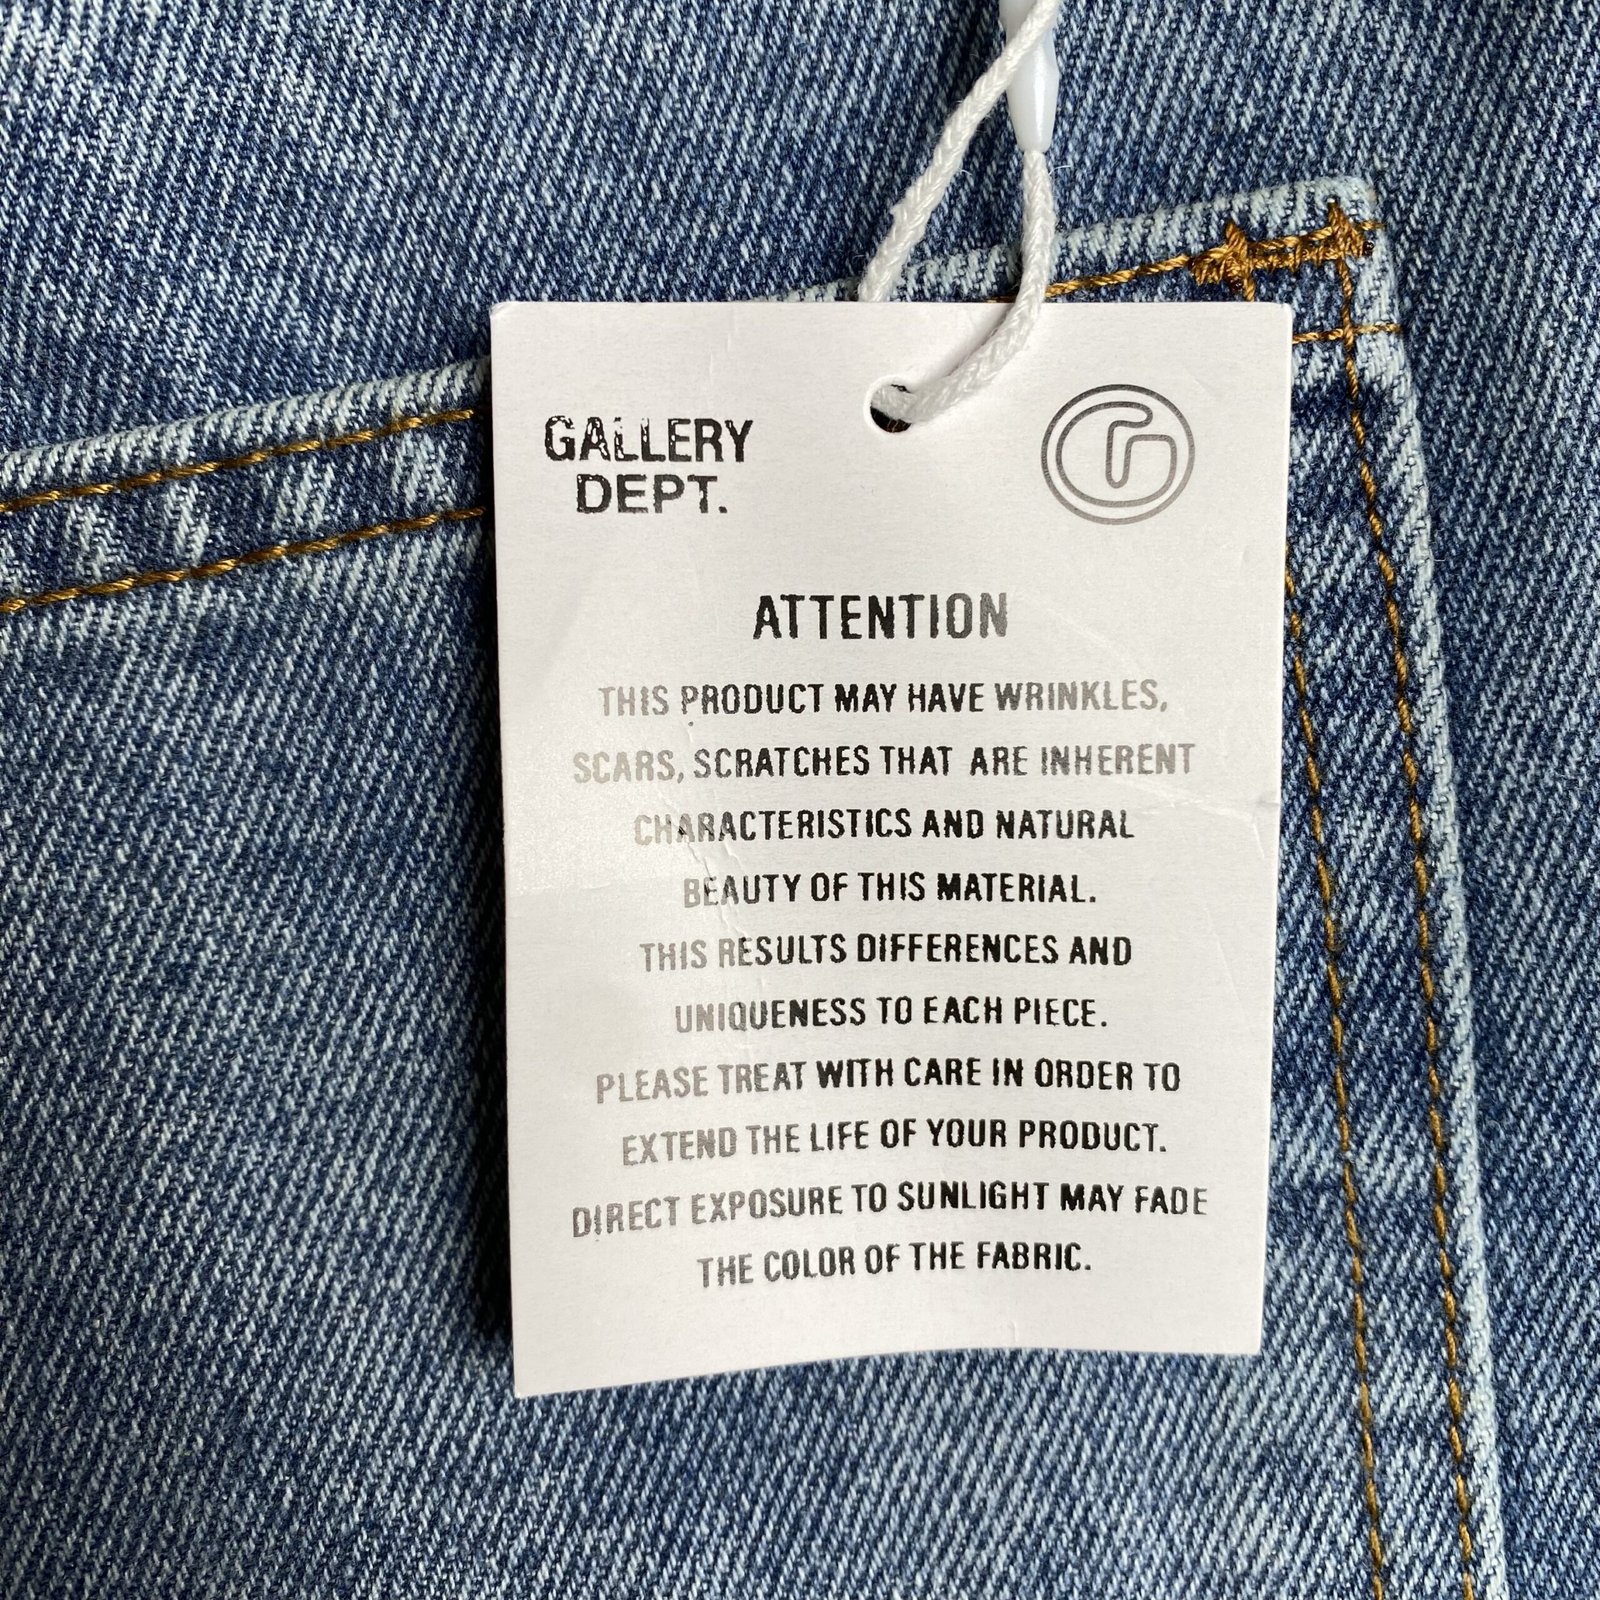 GALLERY
DEPT.
G
ATTENTION
THIS PRODUCT MAY HAVE WRINKLES,
SCARS, SCRATCHES THAT ARE INHERENT
CHARACTERISTICS AND NATURAL
BEAUTY OF THIS MATERIAL.
THIS RESULTS DIFFERENCES AND
UNIQUENESS TO EACH PIECE.
PLEASE TREAT WITH CARE IN ORDER TO
EXTEND THE LIFE OF YOUR PRODUCT.
DIRECT EXPOSURE TO SUNLIGHT MAY FADE
THE COLOR OF THE FABRIC.